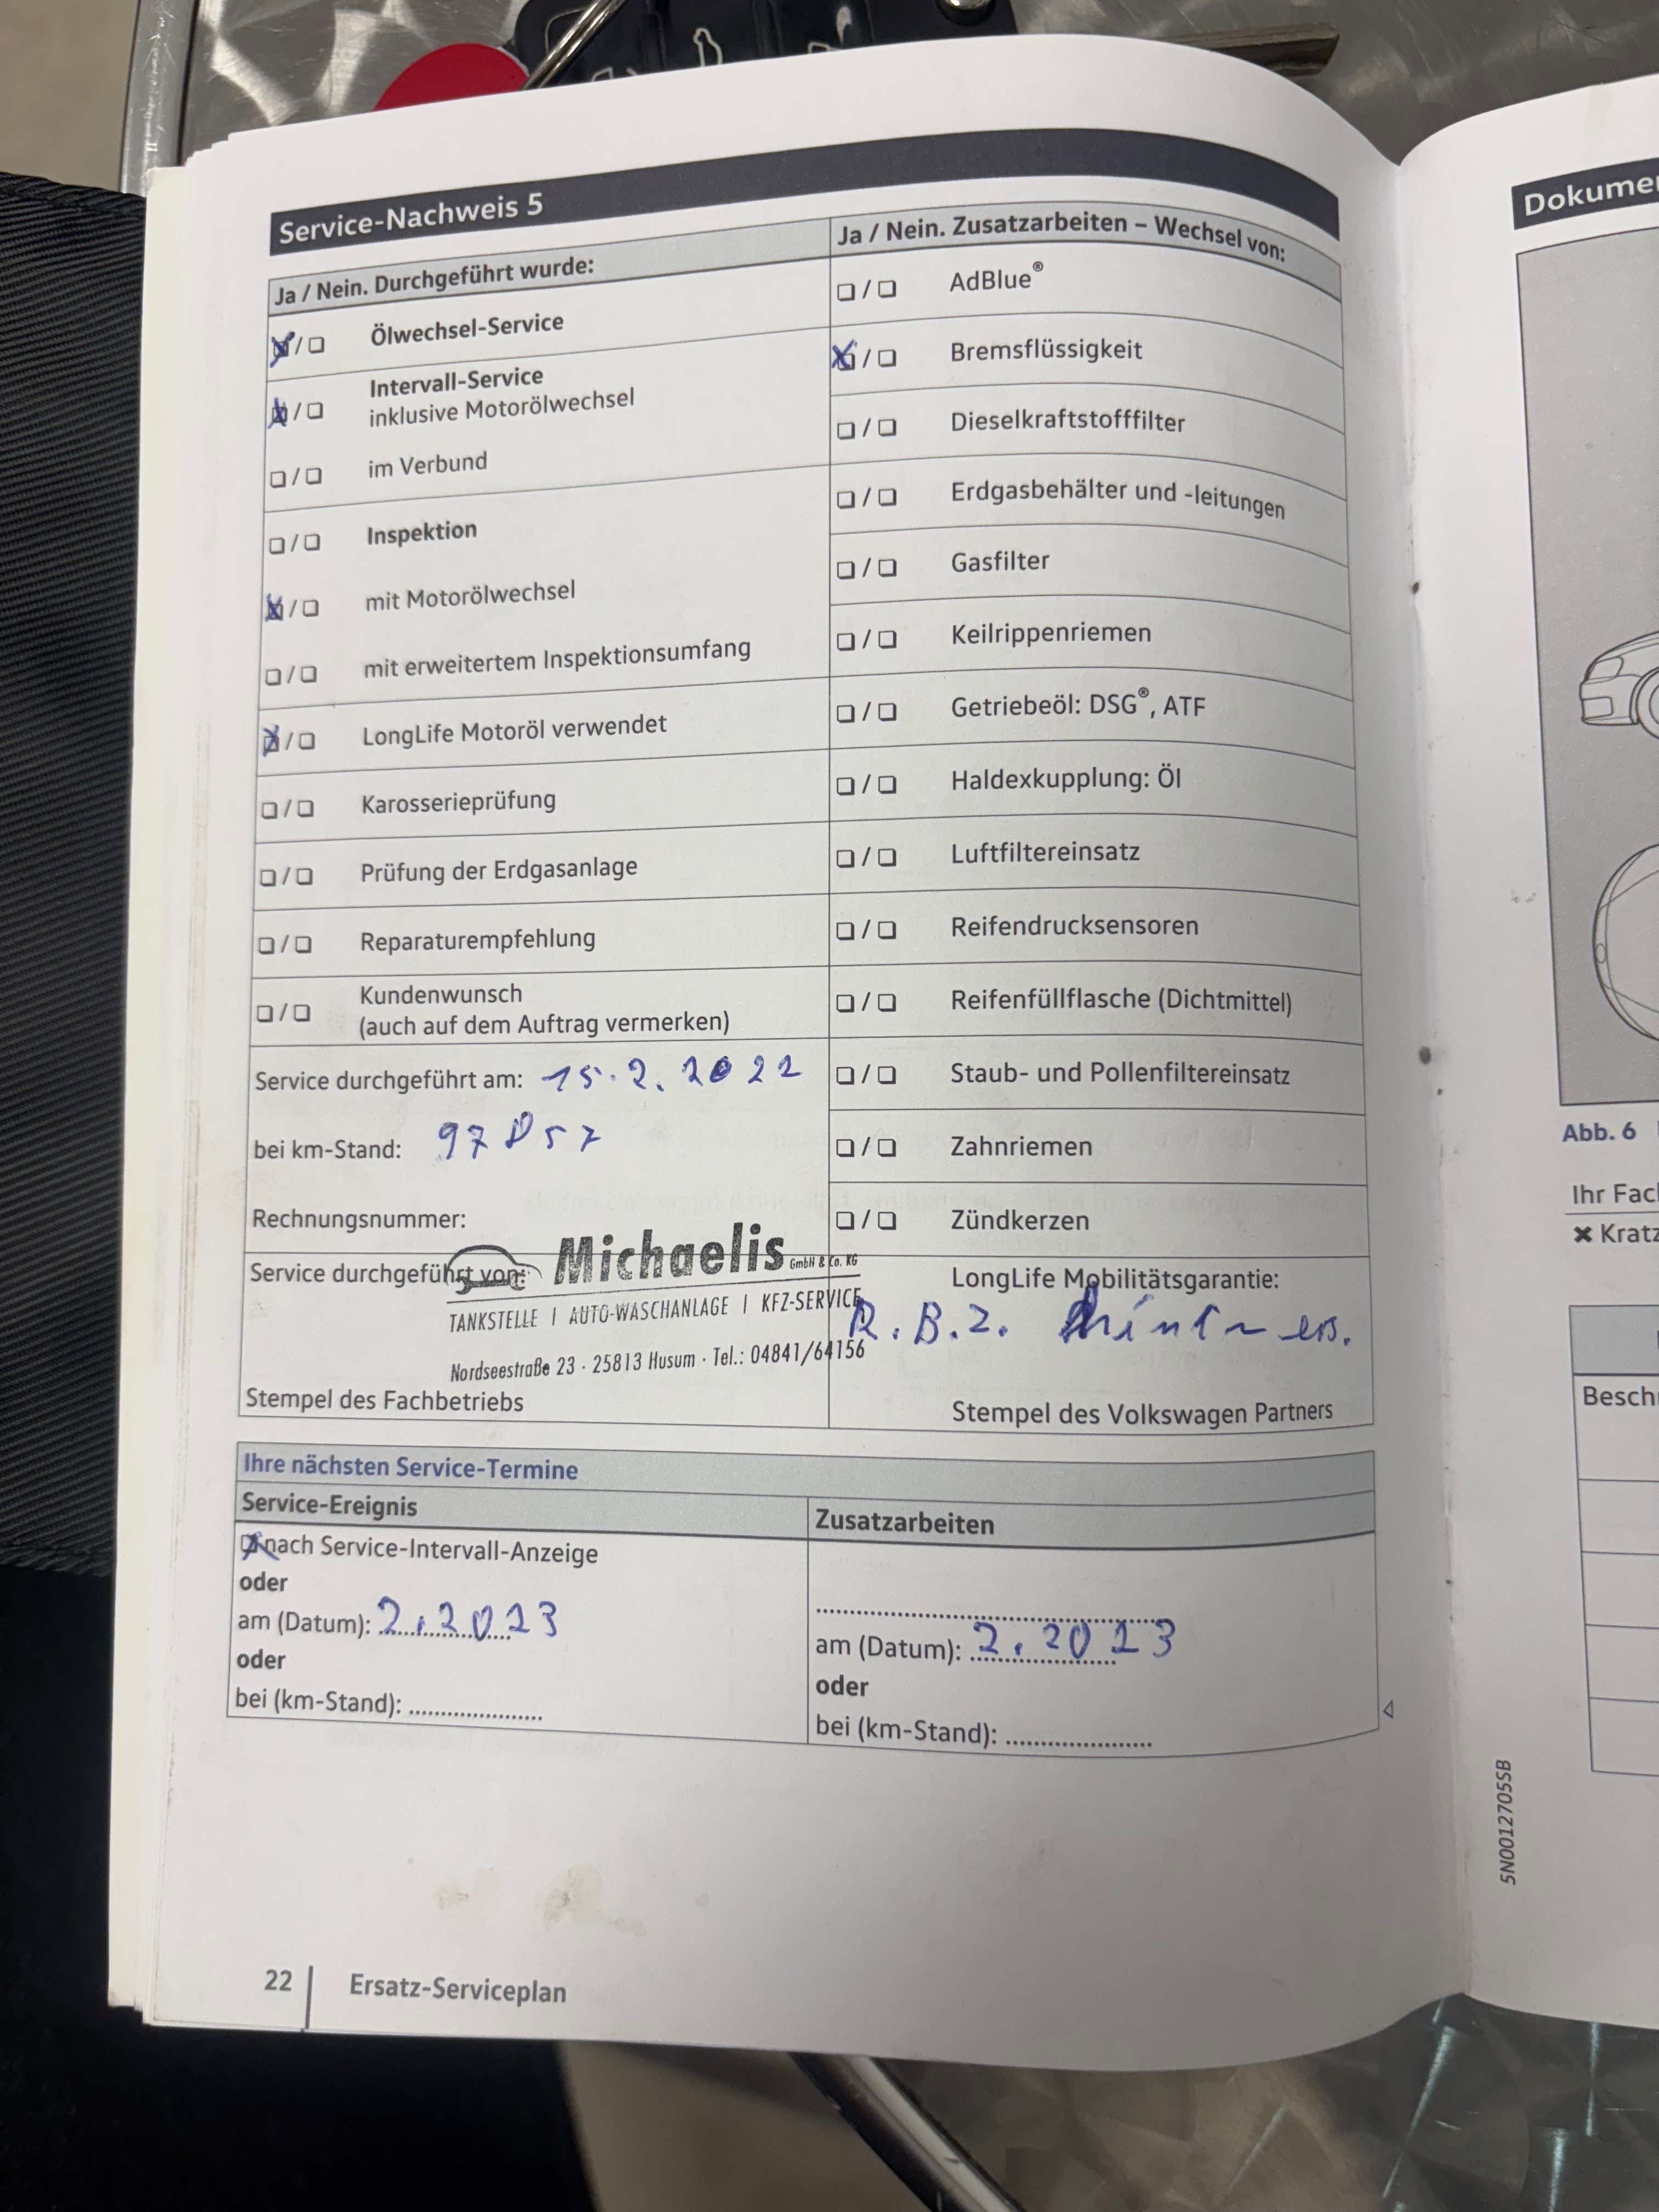 Service-Nachweis 5
Ja / Nein. Durchgeführt wurde:
Ölwechsel-Service
Intervall-Service
inklusive Motorölwechsel
im Verbund
Inspektion
mit Motorölwechsel
mit erweitertem Inspektionsumfang
LongLife Motoröl verwendet
Karosserieprüfung
Prüfung der Erdgasanlage
Reparaturempfehlung
Kundenwunsch
(auch auf dem Auftrag vermerken)
Service durchgeführt am: 15.2.2022
bei km-Stand:
Rechnungsnummer:
Service durchgeführt von:
Michaelis GmbH & Co. KG
TANKSTELLE | AUTO-WASCHANLAGE | KFZ-SERVICE
Nordseestraße 23 · 25813 Husum · Tel.: 04841/64156
Stempel des Fachbetriebs
Ja / Nein. Zusatzarbeiten – Wechsel von:
AdBlue®
Bremsflüssigkeit
Dieselkraftstofffilter
Erdgasbehälter und -leitungen
Gasfilter
Keilrippenriemen
Getriebeöl: DSG®, ATF
Haldexkupplung: Öl
Luftfiltereinsatz
Reifendrucksensoren
Reifenfüllflasche (Dichtmittel)
Staub- und Pollenfiltereinsatz
Zahnriemen
Zündkerzen
LongLife Mobilitätsgarantie:
Stempel des Volkswagen Partners
Ihre nächsten Service-Termine
Service-Ereignis
nach Service-Intervall-Anzeige
oder
am (Datum): 2.2023
oder
bei (km-Stand):
Zusatzarbeiten
am (Datum): 2.2023
oder
bei (km-Stand):
22 Ersatz-Serviceplan
Abb. 6
Ihr
Kratz
5N0012705SB